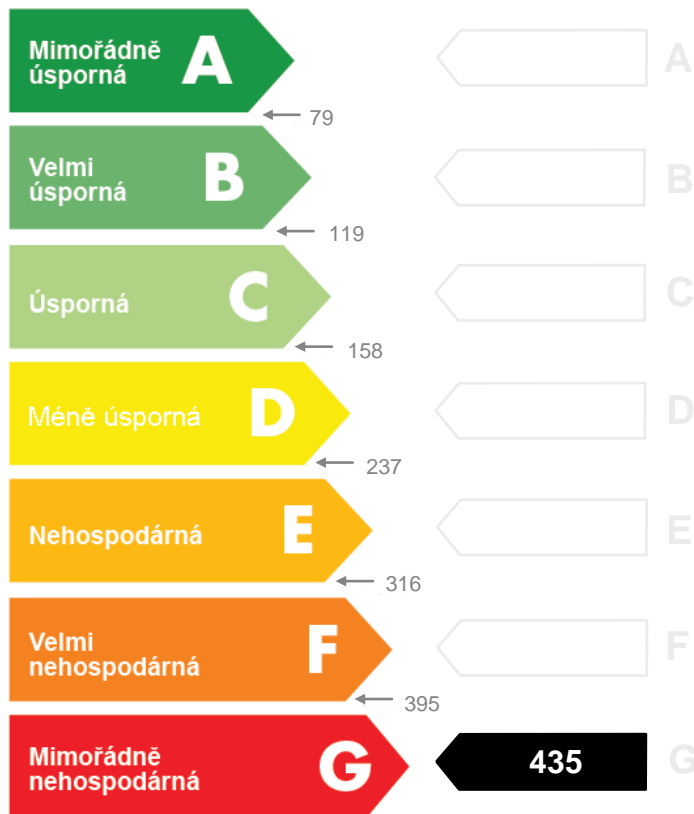 Mimořádně
úsporná
A
A
79
Velmi
úsporná
B
B
119
Úsporná
C
C
158
Méně úsporná
D
D
237
Nehospodárná
E
E
316
Velmi
nehospodárná
F
F
395
Mimořádně
nehospodárná
G
435
G